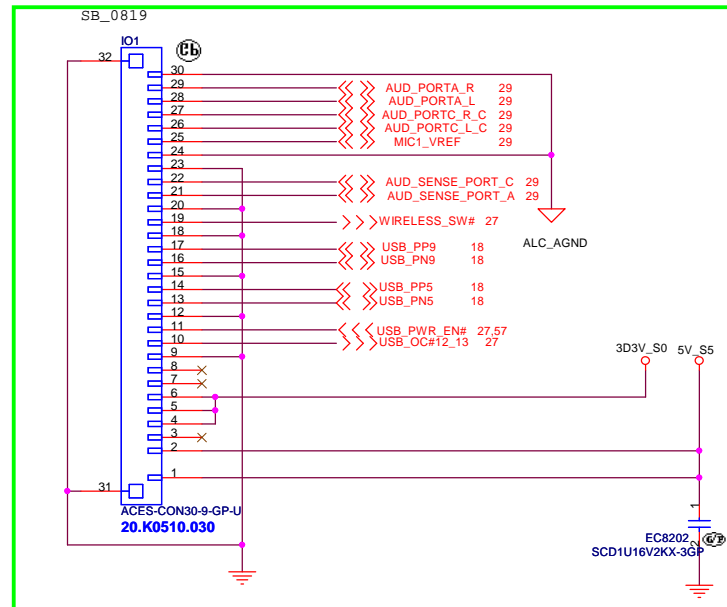 SB_0819
IO1
32
Cb
30
29 AUD_PORTA_R 29
28 AUD_PORTA_L 29
27 AUD_PORTC_R_C 29
26 AUD_PORTC_L_C 29
25 MIC1_VREF 29
24
23
22 AUD_SENSE_PORT_C 29
21 AUD_SENSE_PORT_A 29
20
19 WIRELESS_SW# 27
18
ALC_AGND
17 USB_PP9 18
16 USB_PN9 18
15
14 USB_PP5 18
13 USB_PN5 18
12
11 USB_PWR_EN# 27,57
10 USB_OC#12_13 27
9
3D3V_S0 5V_S5
8
7
6
5
4
3
2
1
31
ACES-CON30-9-GP-U
20.K0510.030
1
EC8202
2
SCD1U16V2KX-3GP